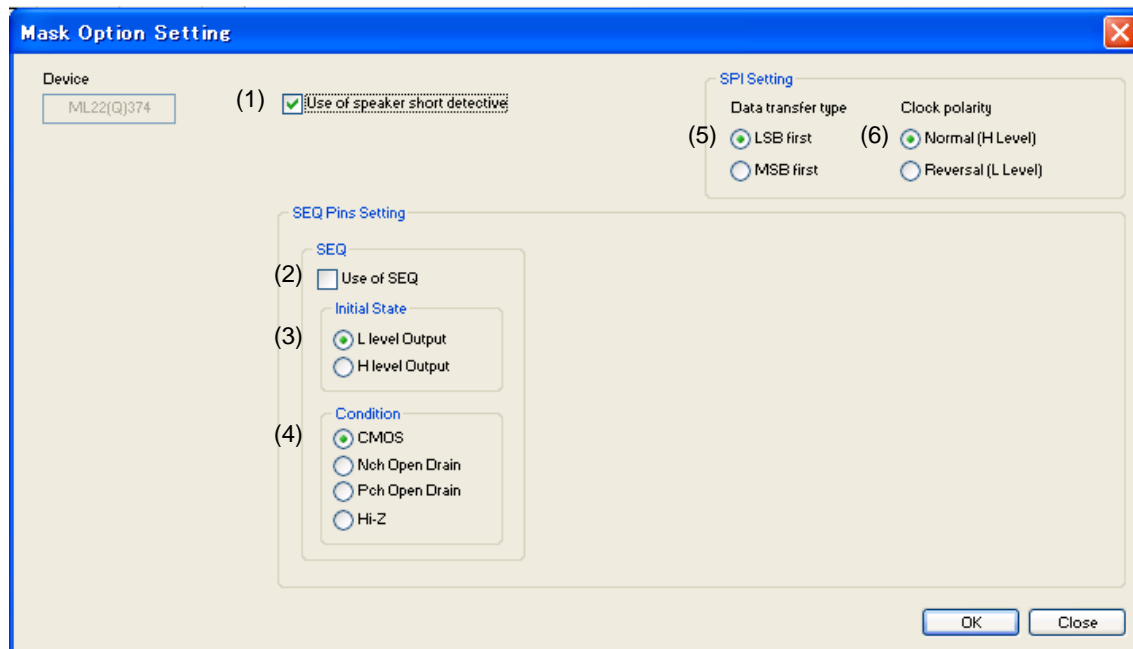 Mask Option Setting
Device
ML22(Q)374
(1) Use of speaker short detective
SPI Setting
Data transfer type Clock polarity
(5) LSB first (6) Normal (H Level)
MSB first Reversal (L Level)
SEQ Pins Setting
SEQ
(2) Use of SEQ
Initial State
(3) L level Output
H level Output
Condition
(4) CMOS
Nch Open Drain
Pch Open Drain
Hi-Z
OK Close